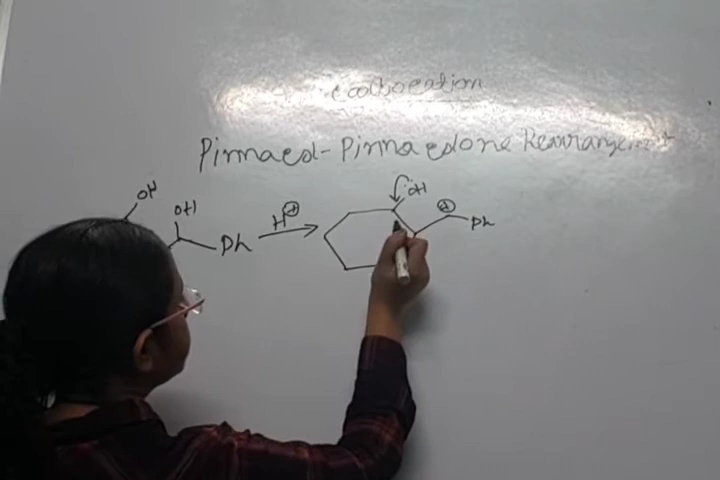 Carbocation
Pinnacol-Pinnacolone Rearrangement
OH
OH
Ph
H⊕
OH
⊕
Ph